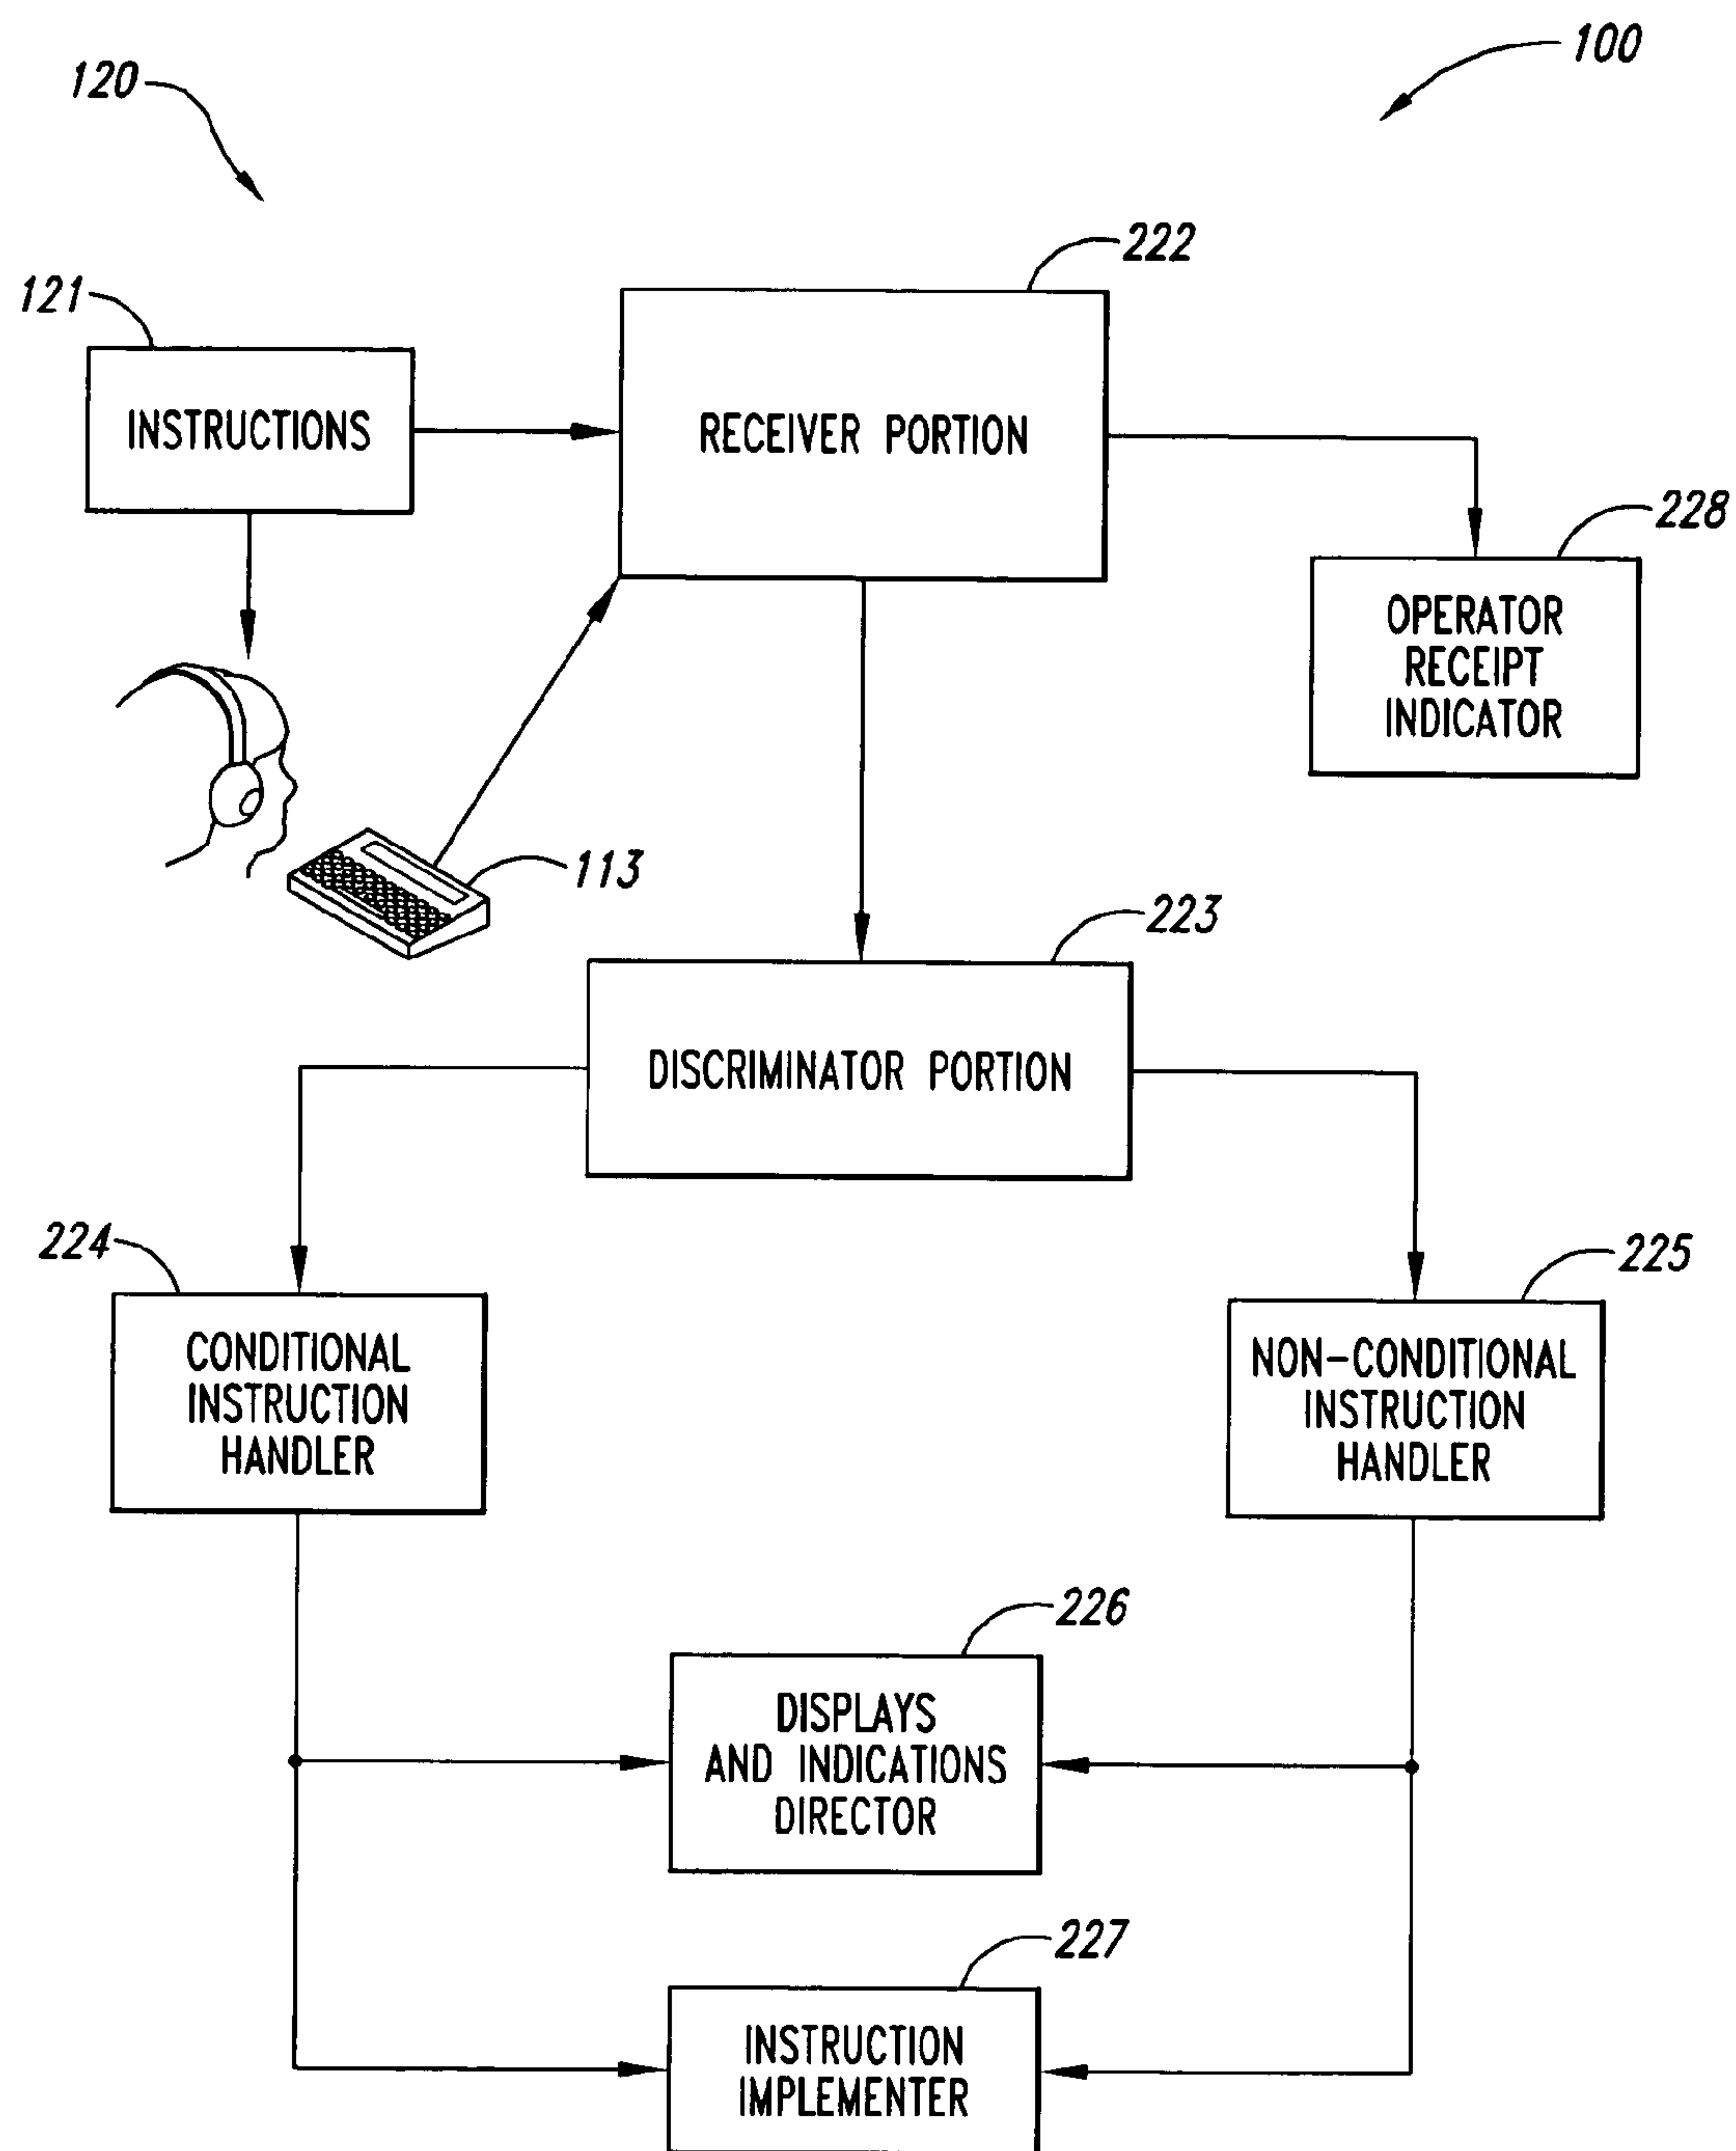 100
120
222
121
INSTRUCTIONS
RECEIVER PORTION
228
OPERATOR
RECEIPT
INDICATOR
113
223
DISCRIMINATOR PORTION
224
CONDITIONAL
INSTRUCTION
HANDLER
225
NON-CONDITIONAL
INSTRUCTION
HANDLER
226
DISPLAYS
AND INDICATIONS
DIRECTOR
227
INSTRUCTION
IMPLEMENTER